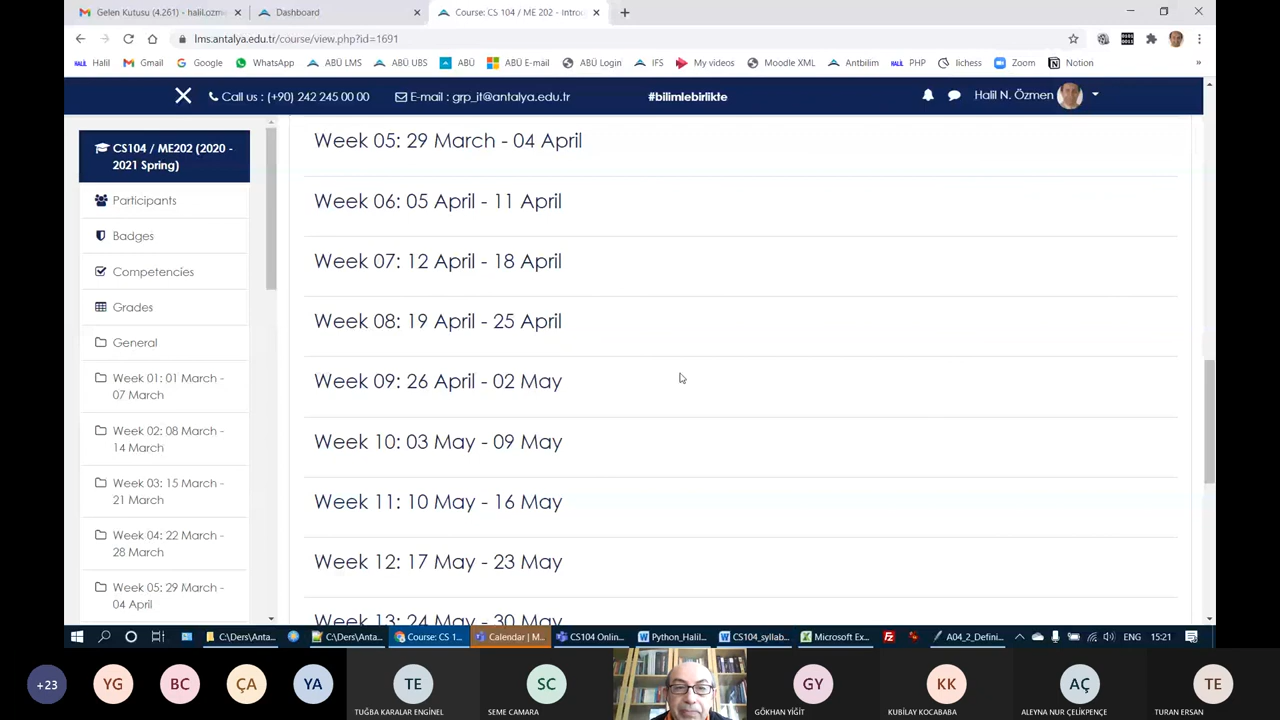 Gelen Kutusu (4.261) - halil.ozme
Dashboard
Course: CS 104 / ME 202 - Introd
lms.antalya.edu.tr/course/view.php?id=1691
Halil
Gmail
Google
WhatsApp
ABÜ LMS
ABÜ UBS
ABÜ
ABÜ E-mail
ABÜ Login
IFS
My videos
Moodle XML
Antbilim
HALİL PHP
lichess
Zoom
Notion
»
Call us : (+90) 242 245 00 00
E-mail : grp_it@antalya.edu.tr
#bilimlebirlikte
Halil N. Özmen
CS104 / ME202 (2020 -
2021 Spring)
Participants
Badges
Competencies
Grades
General
Week 01: 01 March -
07 March
Week 02: 08 March -
14 March
Week 03: 15 March -
21 March
Week 04: 22 March -
28 March
Week 05: 29 March -
04 April
Week 05: 29 March - 04 April
Week 06: 05 April - 11 April
Week 07: 12 April - 18 April
Week 08: 19 April - 25 April
Week 09: 26 April - 02 May
Week 10: 03 May - 09 May
Week 11: 10 May - 16 May
Week 12: 17 May - 23 May
Week 13: 24 May - 30 May
C:\Ders\Anta...
C:\Ders\Anta...
Course: CS 1...
Calendar | M...
CS104 Onlin...
Python_Halil...
CS104_syllab...
Microsoft Ex...
A04_2_Defini...
ENG
15:21
+23
YG
BC
ÇA
YA
TE
TUĞBA KARALAR ENGİNEL
SC
SEME CAMARA
GY
GÖKHAN YİĞİT
KK
KUBİLAY KOCABABA
AÇ
ALEYNA NUR ÇELİKPENÇE
TE
TURAN ERSAN